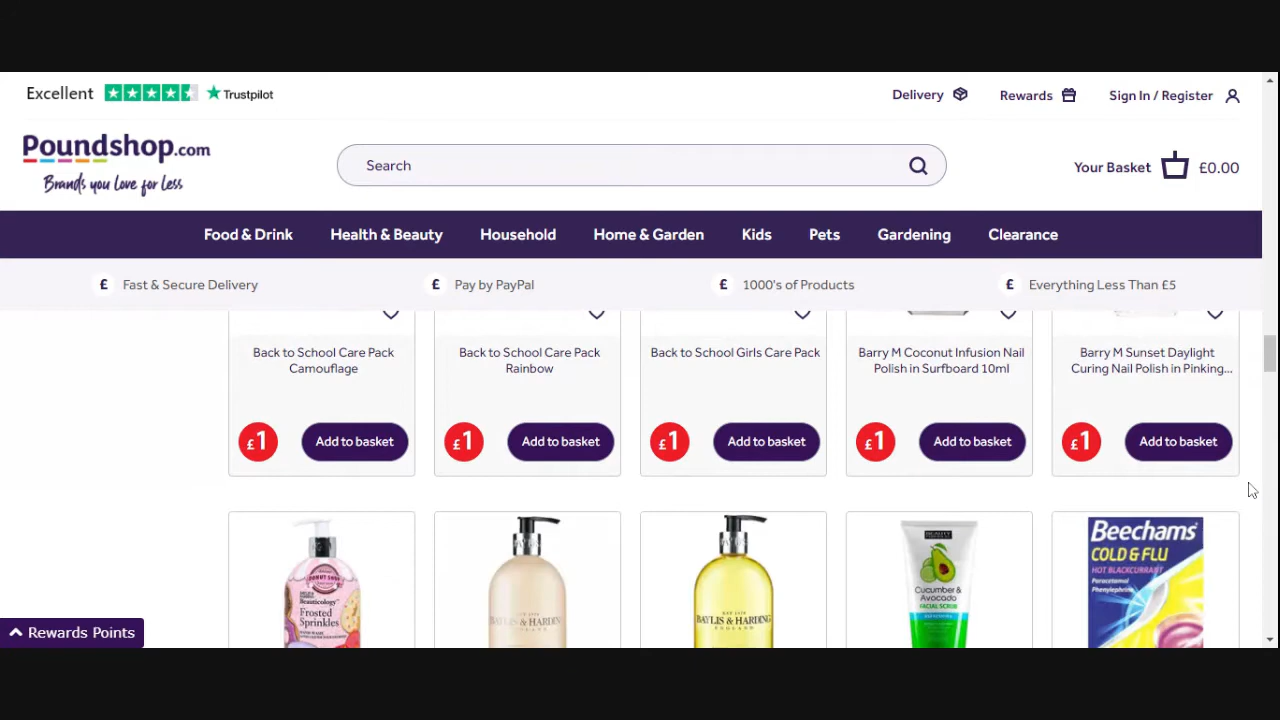 Excellent Trustpilot
Delivery Rewards Sign In / Register
Poundshop.com
Brands you Love for Less
Search
Your Basket £0.00
Food & Drink Health & Beauty Household Home & Garden Kids Pets Gardening Clearance
£ Fast & Secure Delivery £ Pay by PayPal £ 1000's of Products £ Everything Less Than £5
Back to School Care Pack
Camouflage
Back to School Care Pack
Rainbow
Back to School Girls Care Pack
Barry M Coconut Infusion Nail
Polish in Surfboard 10ml
Barry M Sunset Daylight
Curing Nail Polish in Pinking...
£1 Add to basket £1 Add to basket £1 Add to basket £1 Add to basket £1 Add to basket
Beauticology
Frosted
Sprinkles
BAYLIS & HARDING
ENGLAND
BAYLIS & HARDING
ENGLAND
Cucumber &
Avocado
FACIAL SCRUB
Beechams
COLD & FLU
HOT BLACKCURRANT
Paracetamol
Phenylephrine
Rewards Points